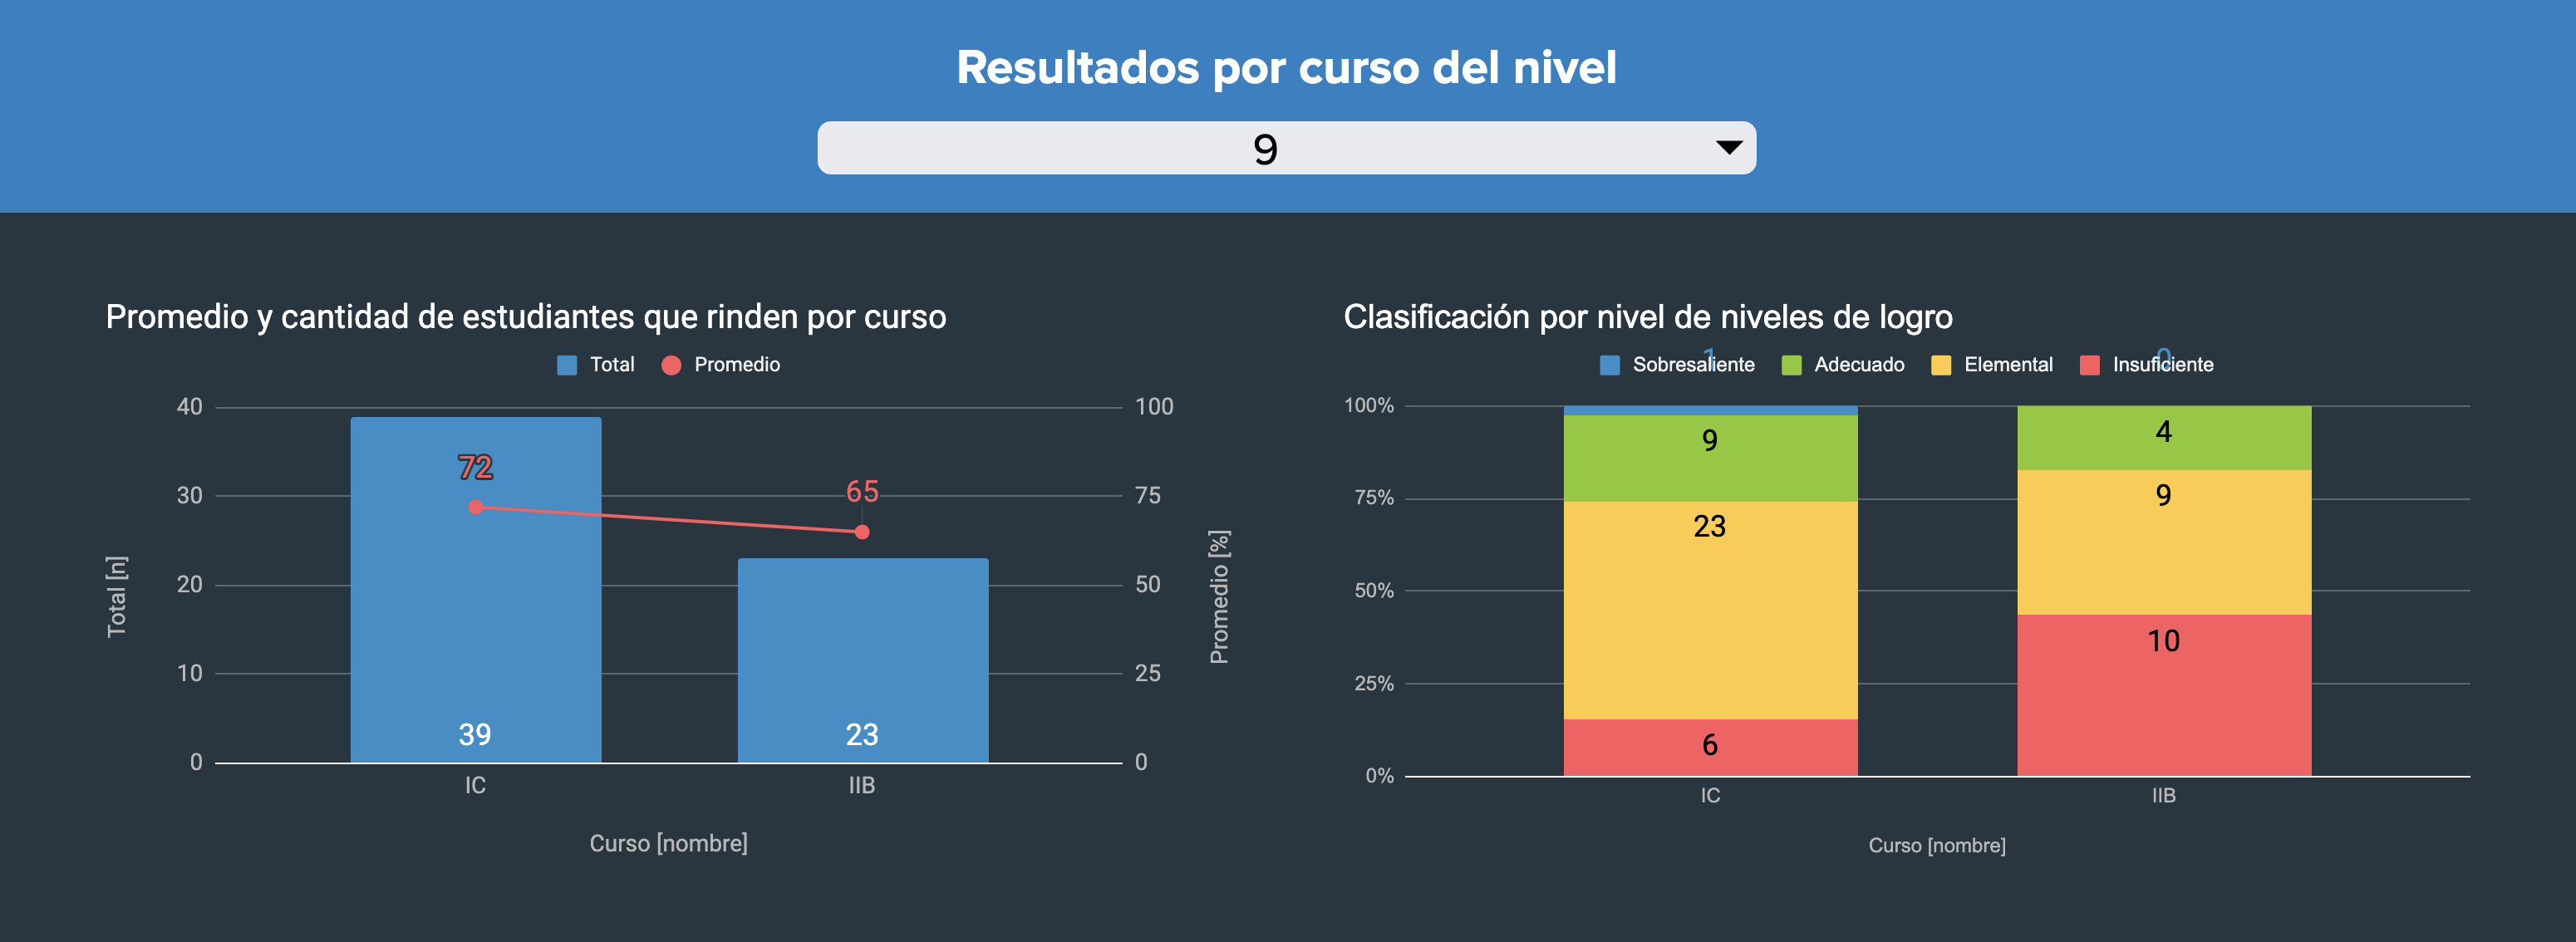 Resultados por curso del nivel
9
Promedio y cantidad de estudiantes que rinden por curso
Total
Promedio
40
30
20
10
0
Total [n]
100
75
50
25
0
Promedio [%]
72
65
39
23
IC
IIB
Curso [nombre]
Clasificación por nivel de niveles de logro
Sobresaliente
Adecuado
Elemental
Insuficiente
1
0
100%
75%
50%
25%
0%
9
23
6
4
9
10
IC
IIB
Curso [nombre]